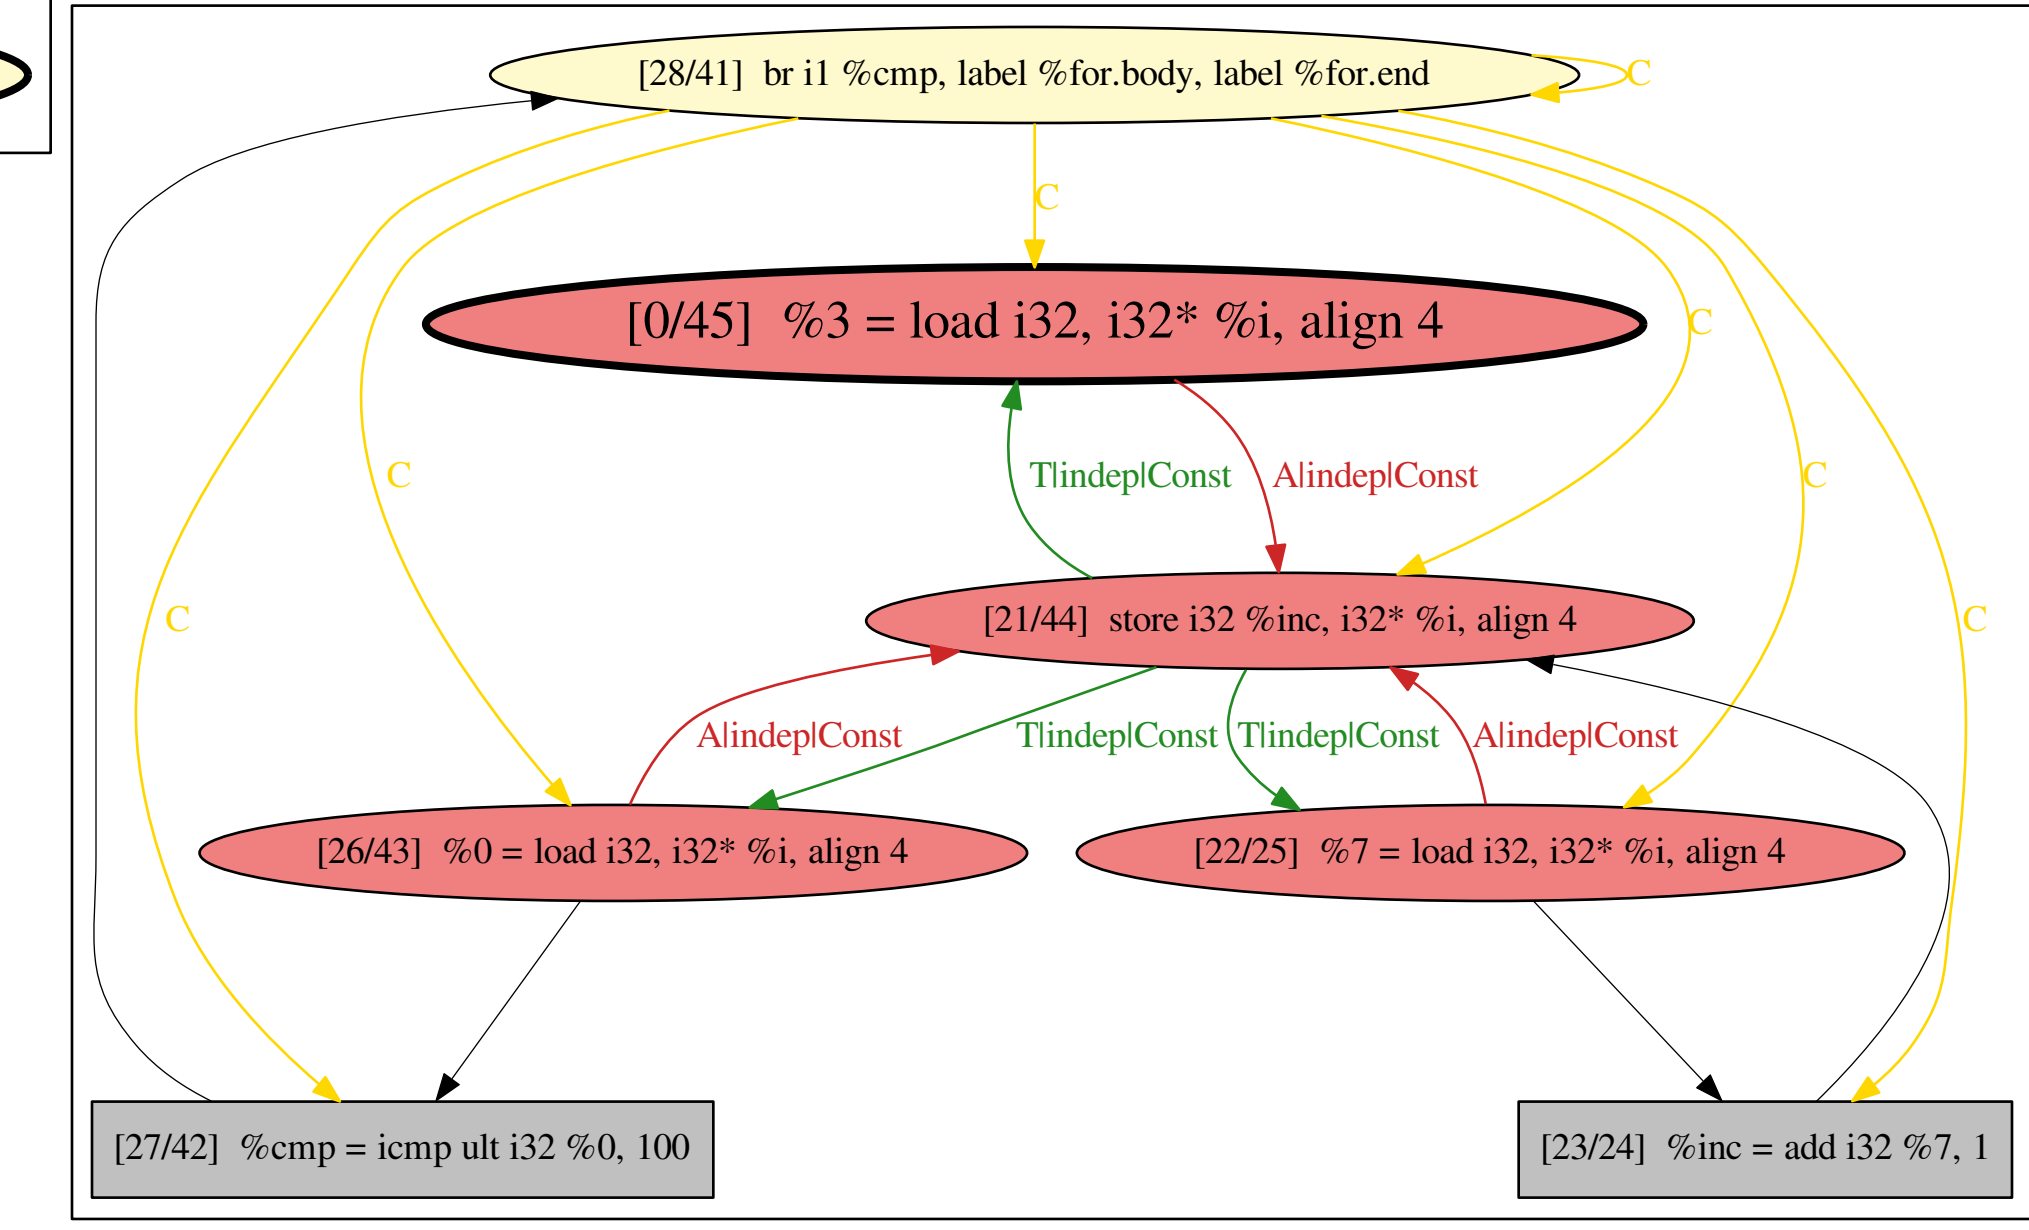 [28/41]  br i1 %cmp, label %for.body, label %for.end
C
C
[0/45]  %3 = load i32, i32* %i, align 4
C
C
T|indep|Const
A|indep|Const
C
C
[21/44]  store i32 %inc, i32* %i, align 4
C
A|indep|Const
T|indep|Const
T|indep|Const
A|indep|Const
[26/43]  %0 = load i32, i32* %i, align 4
[22/25]  %7 = load i32, i32* %i, align 4
[27/42]  %cmp = icmp ult i32 %0, 100
[23/24]  %inc = add i32 %7, 1